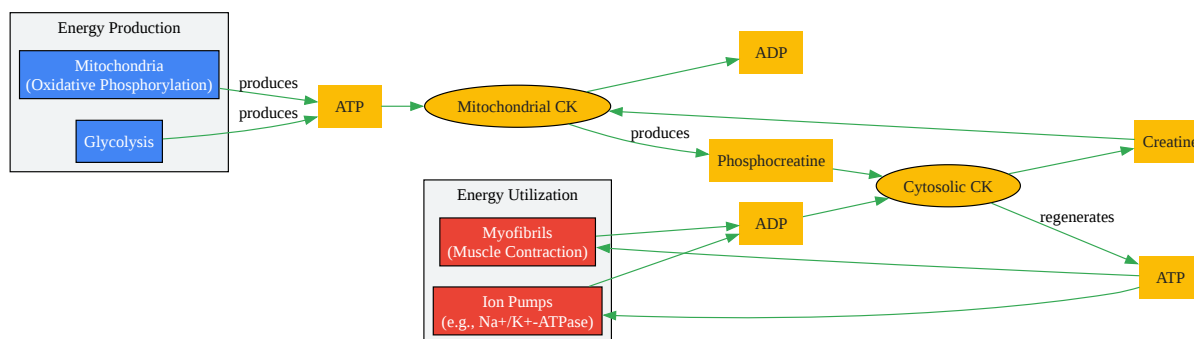 Energy Production
Mitochondria
(Oxidative Phosphorylation)
Glycolysis
produces
produces
ATP
Mitochondrial CK
ADP
produces
Phosphocreatine
Creatine
Cytosolic CK
Energy Utilization
Myofibrils
(Muscle Contraction)
Ion Pumps
(e.g., Na+/K+-ATPase)
ADP
regenerates
ATP